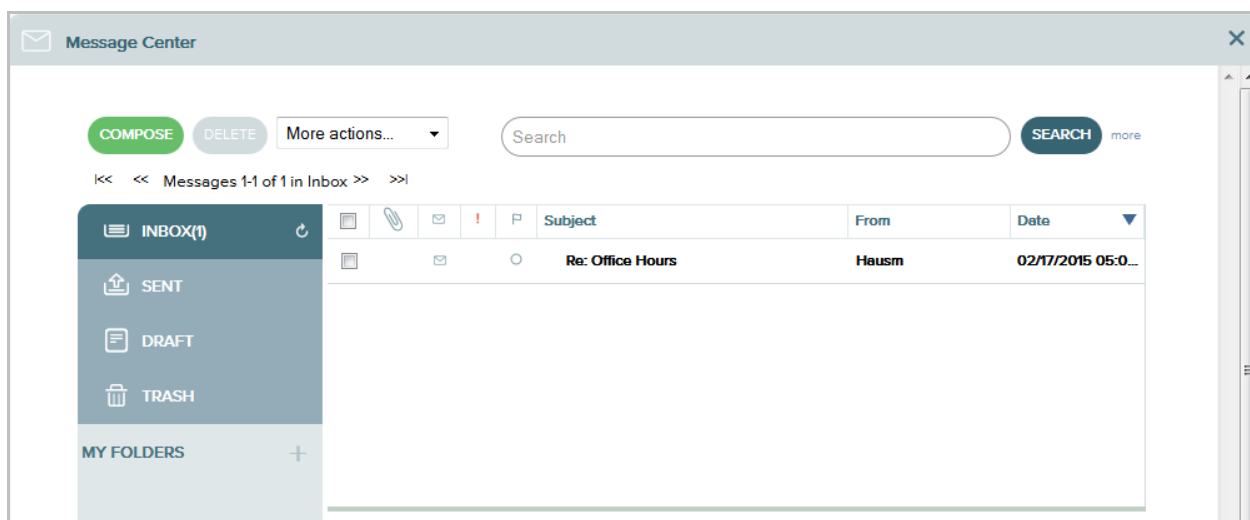 Message Center
COMPOSE DELETE More actions... Search SEARCH more
|<< << Messages 1-1 of 1 in Inbox >> >>|
INBOX(1) ! Subject From Date
Re: Office Hours Hausm 02/17/2015 05:0...
SENT
DRAFT
TRASH
MY FOLDERS +